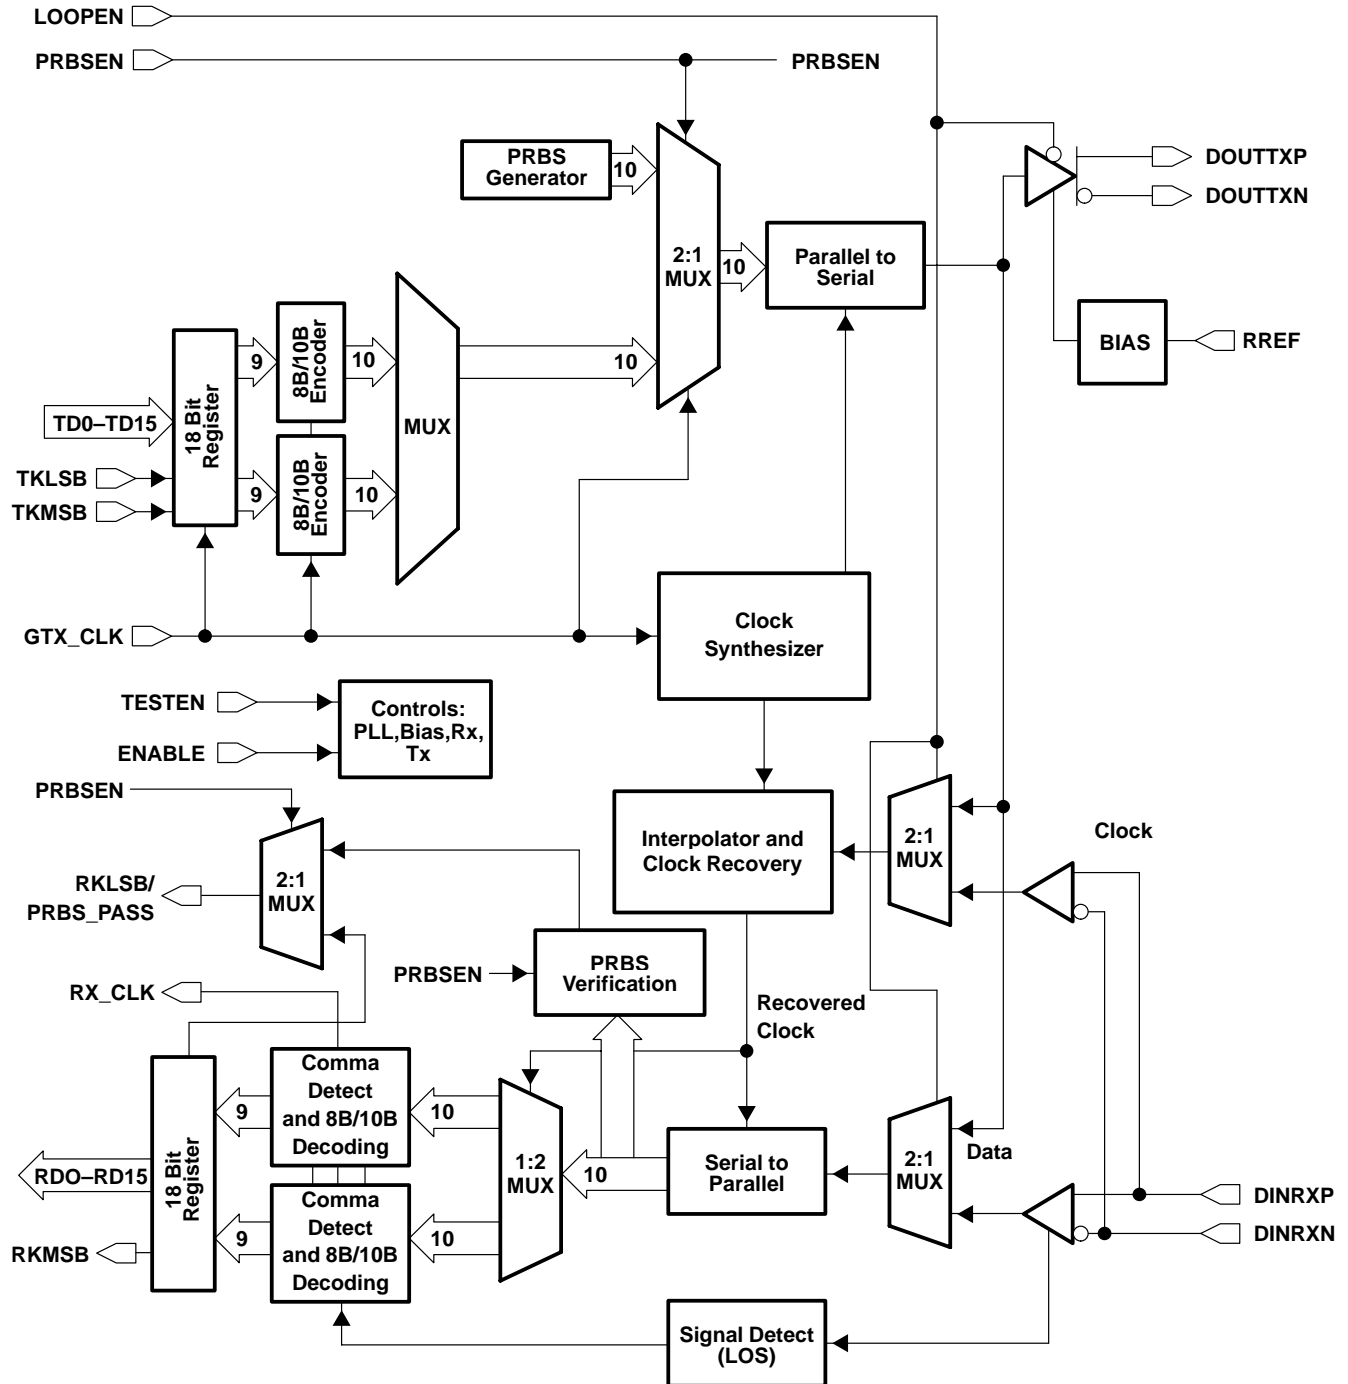 LOOPEN
PRBSEN
PRBSEN
PRBS
Generator
10
DOUTTXP
DOUTTXN
2:1
MUX
10
Parallel to
Serial
BIAS
RREF
TD0–TD15
TKLSB
TKMSB
18 Bit
Register
9
9
8B/10B
Encoder
8B/10B
Encoder
10
10
MUX
10
GTX_CLK
Clock
Synthesizer
TESTEN
ENABLE
Controls:
PLL,Bias,Rx,
Tx
PRBSEN
2:1
MUX
RKLSB/
PRBS_PASS
Interpolator and
Clock Recovery
2:1
MUX
Clock
PRBSEN
PRBS
Verification
RX_CLK
Recovered
Clock
Comma
Detect
and 8B/10B
Decoding
9
10
18 Bit
Register
RDO–RD15
RKMSB
Comma
Detect
and 8B/10B
Decoding
9
10
1:2
MUX
10
Serial to
Parallel
2:1
MUX
Data
DINRXP
DINRXN
Signal Detect
(LOS)